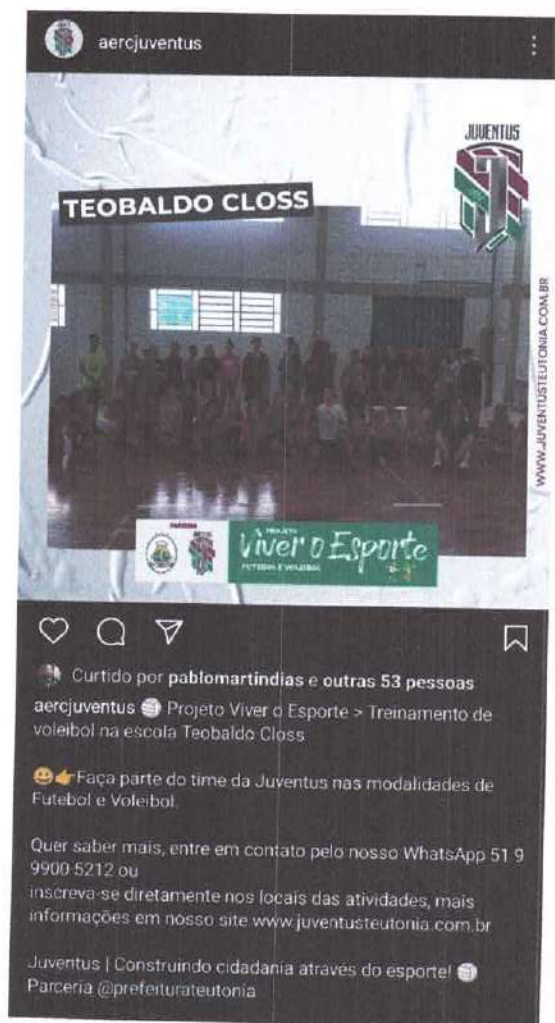 aercjuventus
JUVENTUS
TEOBALDO CLOSS
WWW.JUVENTUSTEUTONIA.COM.BR
PARCERIA
PROJETO
Viver o Esporte
FUTEBOL E VOLEIBOL
Curtido por pablomartindias e outras 53 pessoas
aercjuventus 🏐 Projeto Viver o Esporte > Treinamento de
voleibol na escola Teobaldo Closs
😀👉Faça parte do time da Juventus nas modalidades de
Futebol e Voleibol.
Quer saber mais, entre em contato pelo nosso WhatsApp 51 9
9900 5212 ou
inscreva-se diretamente nos locais das atividades, mais
informações em nosso site www.juventusteutonia.com.br
Juventus | Construindo cidadania através do esporte! 🏐
Parceria @prefeiturateutonia